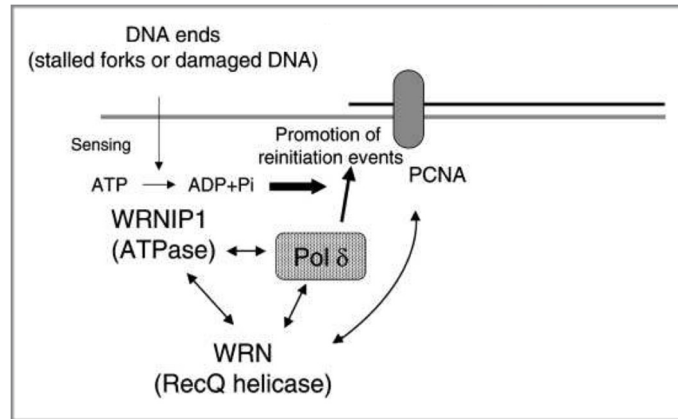 DNA ends
(stalled forks or damaged DNA)
Sensing
Promotion of
reinitiation events
ATP
ADP+Pi
PCNA
WRNIP1
(ATPase)
Pol δ
WRN
(RecQ helicase)